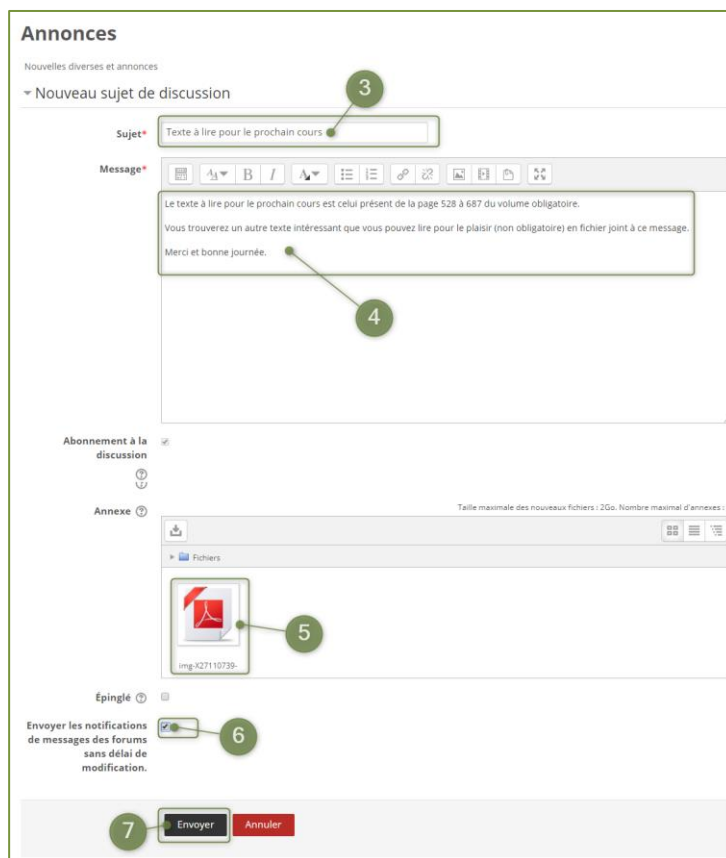 Annonces
Nouvelles diverses et annonces
Nouveau sujet de discussion
3
Sujet*
Texte à lire pour le prochain cours
Message*
B I
Le texte à lire pour le prochain cours est celui présent de la page 528 à 687 du volume obligatoire.
Vous trouverez un autre texte intéressant que vous pouvez lire pour le plaisir (non obligatoire) en fichier joint à ce message.
Merci et bonne journée.
4
Abonnement à la
discussion
Annexe
Taille maximale des nouveaux fichiers : 2Go. Nombre maximal d'annexes :
Fichiers
5
img-X27110739-
Épinglé
Envoyer les notifications
de messages des forums
sans délai de
modification.
6
7
Envoyer
Annuler